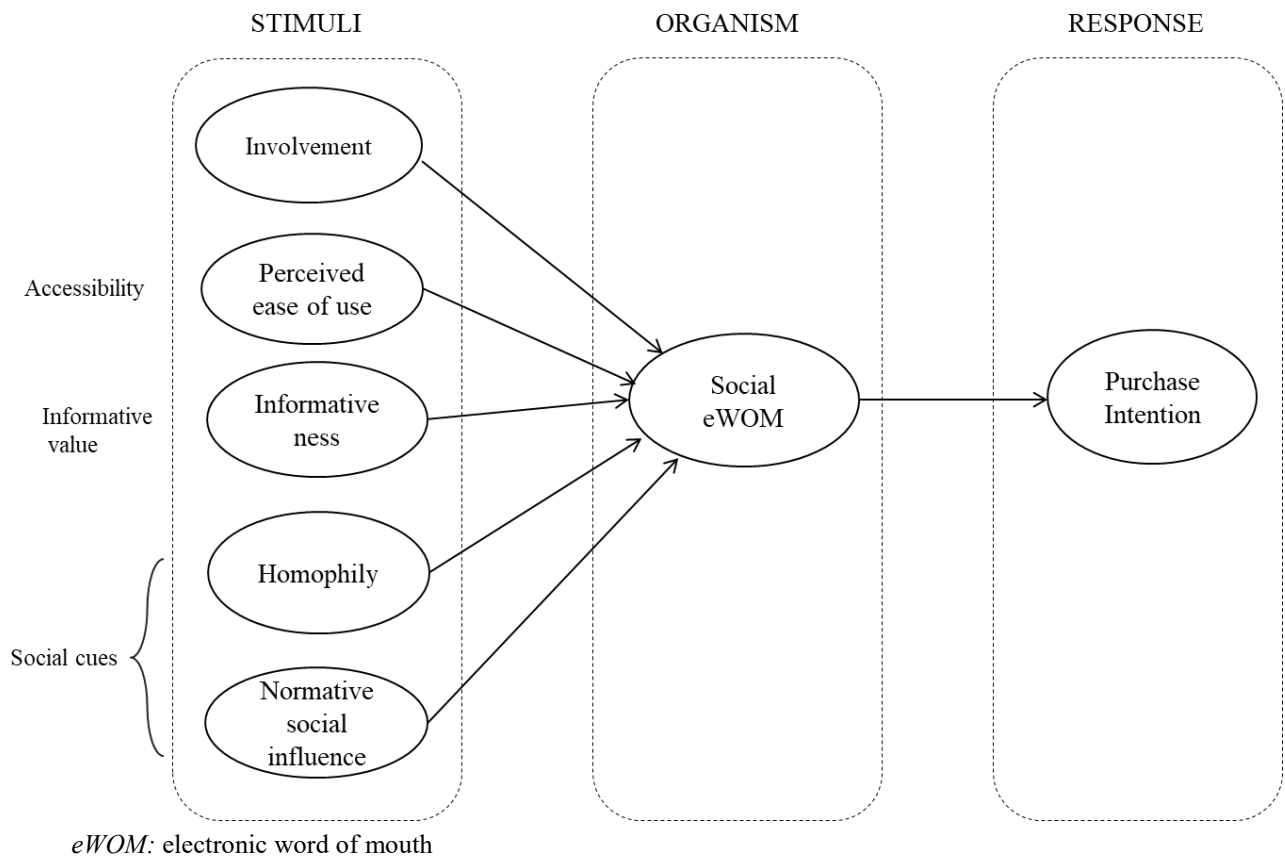 STIMULI
ORGANISM
RESPONSE
Involvement
Accessibility
Perceived
ease of use
Informative
value
Informative
ness
Social
eWOM
Purchase
Intention
Homophily
Social cues
Normative
social
influence
eWOM: electronic word of mouth